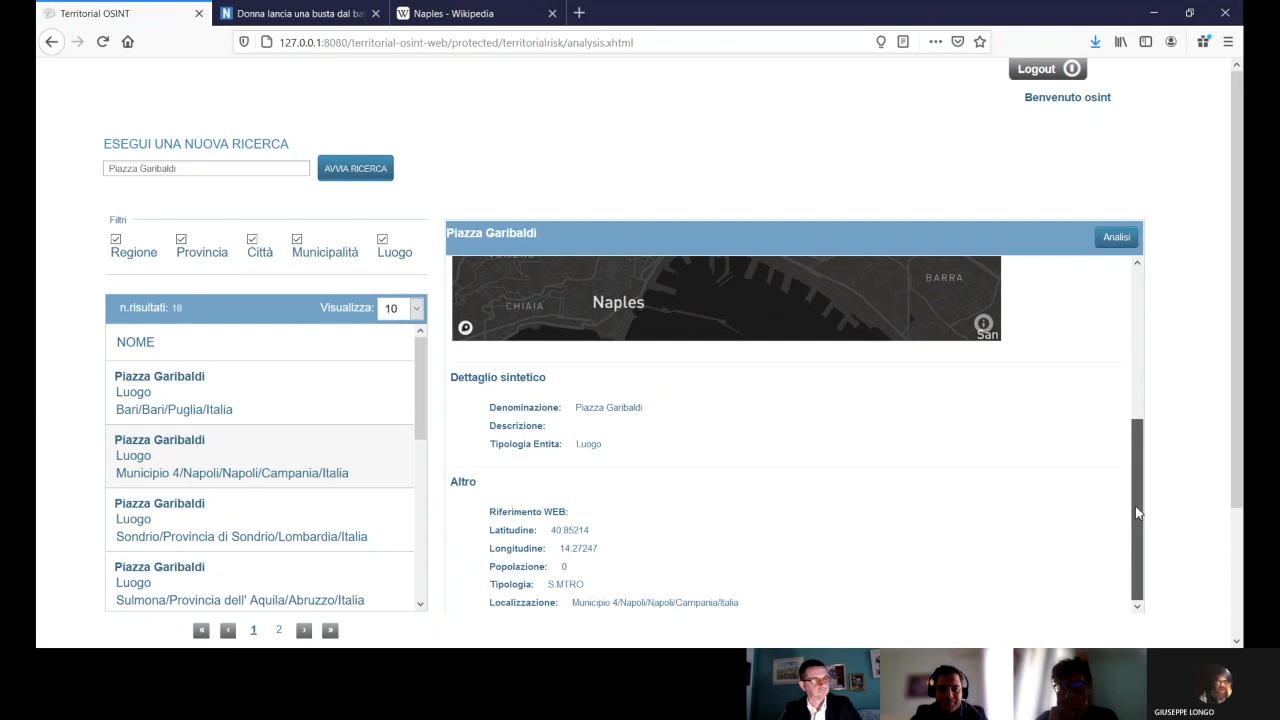 Territorial OSINT
Donna lancia una busta dal ba
Naples - Wikipedia
127.0.0.1:8080/territorial-osint-web/protected/territorialrisk/analysis.xhtml
Logout
Benvenuto osint
ESEGUI UNA NUOVA RICERCA
Piazza Garibaldi
AVVIA RICERCA
Filtri
Regione Provincia Città Municipalità Luogo
n.risultati: 18 Visualizza: 10
NOME
Piazza Garibaldi
Luogo
Bari/Bari/Puglia/Italia
Piazza Garibaldi
Luogo
Municipio 4/Napoli/Napoli/Campania/Italia
Piazza Garibaldi
Luogo
Sondrio/Provincia di Sondrio/Lombardia/Italia
Piazza Garibaldi
Luogo
Sulmona/Provincia dell' Aquila/Abruzzo/Italia
« ‹ 1 2 › »
Piazza Garibaldi
Analisi
BARRA
CHIAIA
Naples
San
Dettaglio sintetico
Denominazione: Piazza Garibaldi
Descrizione:
Tipologia Entita: Luogo
Altro
Riferimento WEB:
Latitudine: 40.85214
Longitudine: 14.27247
Popolazione: 0
Tipologia: S.MTRO
Localizzazione: Municipio 4/Napoli/Napoli/Campania/Italia
GIUSEPPE LONGO